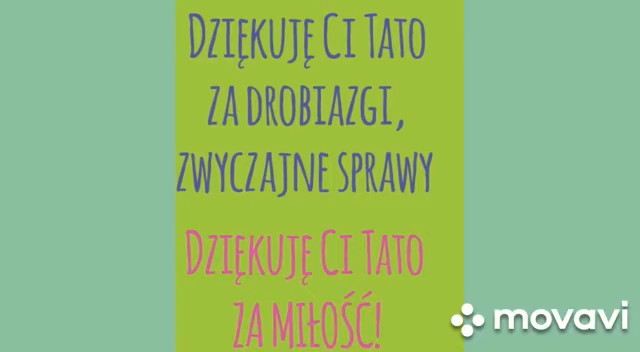 Dziękuję Ci Tato
za drobiazgi,
zwyczajne sprawy
Dziękuję Ci Tato
za miłość!
movavi